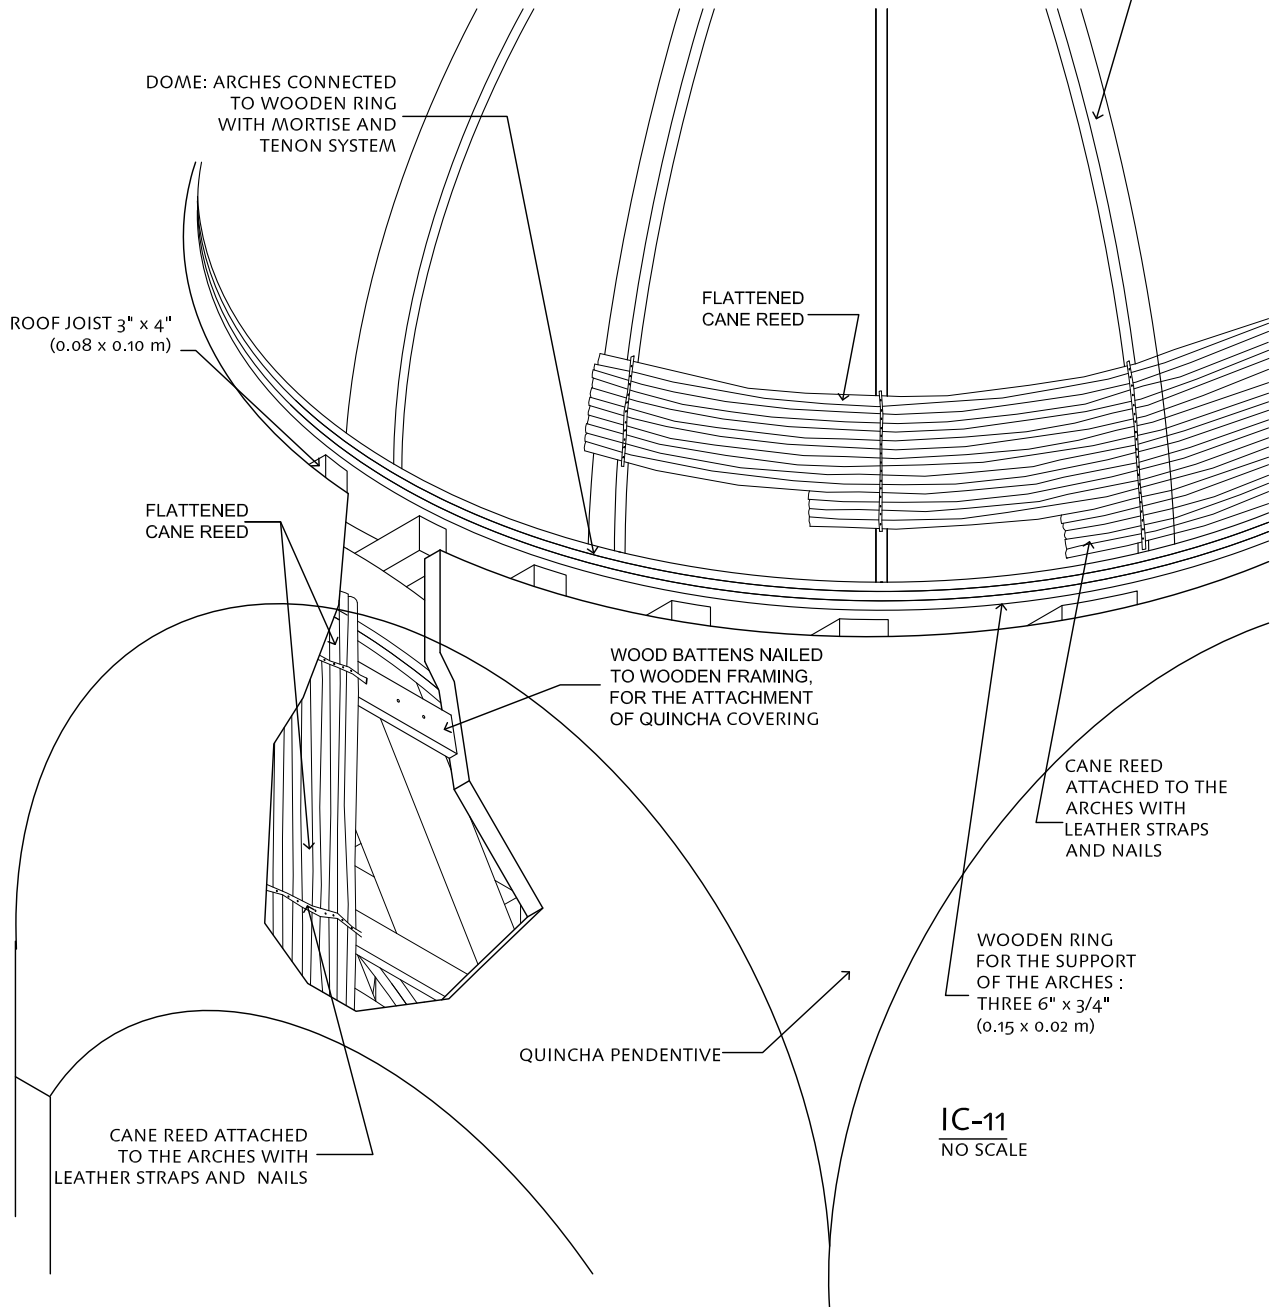 DOME: ARCHES CONNECTED
TO WOODEN RING
WITH MORTISE AND
TENON SYSTEM
FLATTENED
CANE REED
ROOF JOIST 3" x 4"
(0.08 x 0.10 m)
FLATTENED
CANE REED
WOOD BATTENS NAILED
TO WOODEN FRAMING,
FOR THE ATTACHMENT
OF QUINCHA COVERING
CANE REED
ATTACHED TO THE
ARCHES WITH
LEATHER STRAPS
AND NAILS
WOODEN RING
FOR THE SUPPORT
OF THE ARCHES :
THREE 6" x 3/4"
(0.15 x 0.02 m)
QUINCHA PENDENTIVE
CANE REED ATTACHED
TO THE ARCHES WITH
LEATHER STRAPS AND NAILS
IC-11
NO SCALE